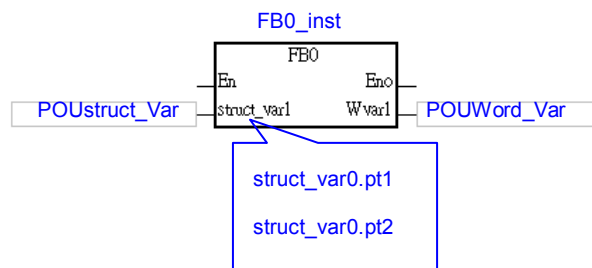 FB0_inst
FB0
En Eno
POUstruct_Var struct_var1 Wvar1 POUWord_Var
struct_var0.pt1
struct_var0.pt2